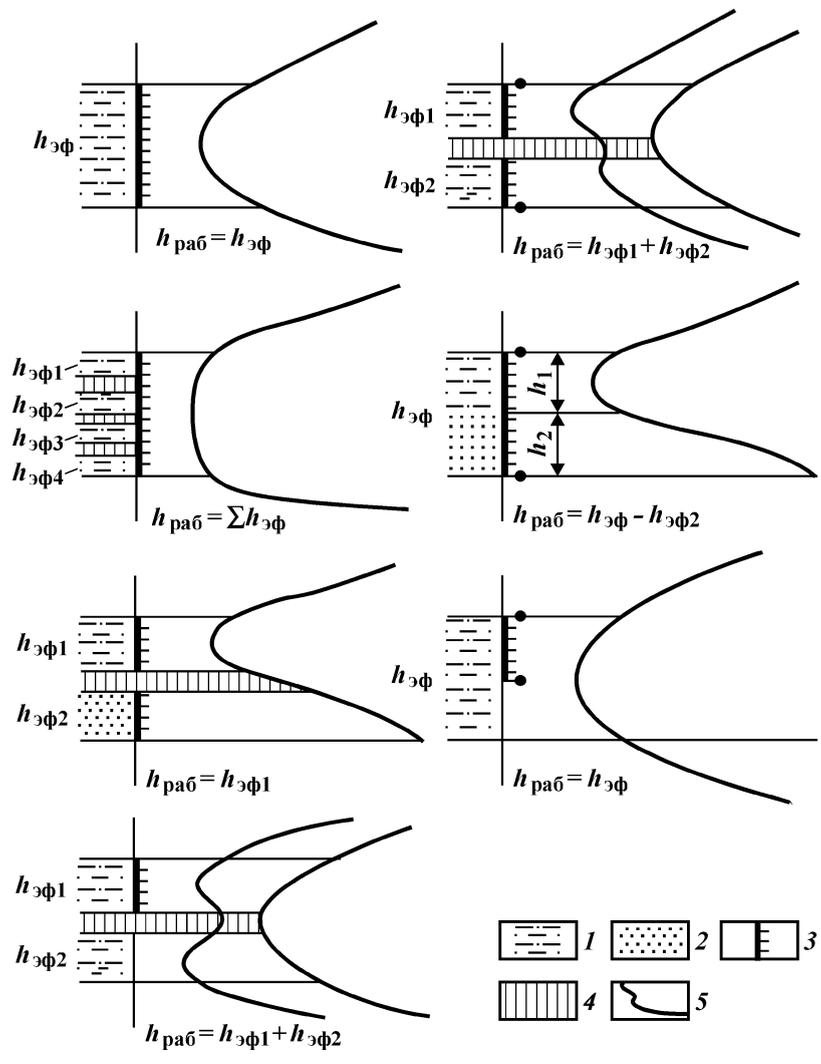 hэф
hраб = hэф
hэф1
hэф2
hраб = hэф1 + hэф2
hэф1
hэф2
hэф3
hэф4
hраб = Σhэф
hэф
h1
h2
hраб = hэф – hэф2
hэф1
hэф2
hраб = hэф1
hэф
hраб = hэф
hэф1
hэф2
hраб = hэф1 + hэф2
1 2 3
4 5